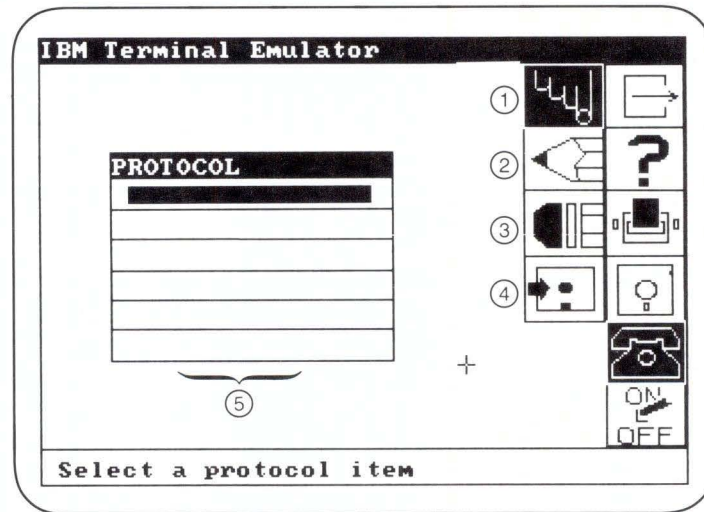 IBM Terminal Emulator
①
②
PROTOCOL
?
③
④
⑤
ON
OFF
Select a protocol item